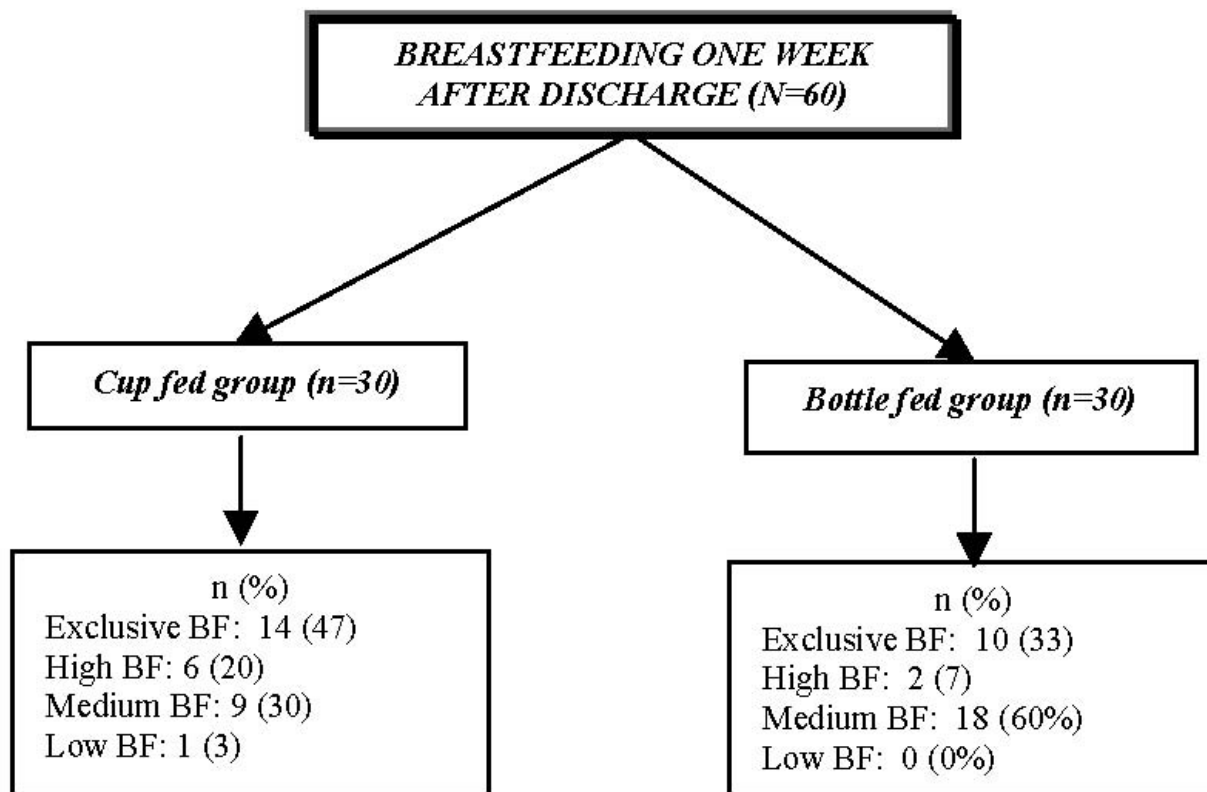 BREASTFEEDING ONE WEEK
AFTER DISCHARGE (N=60)
Cup fed group (n=30)
Bottle fed group (n=30)
n (%)
Exclusive BF: 14 (47)
High BF: 6 (20)
Medium BF: 9 (30)
Low BF: 1 (3)
n (%)
Exclusive BF: 10 (33)
High BF: 2 (7)
Medium BF: 18 (60%)
Low BF: 0 (0%)